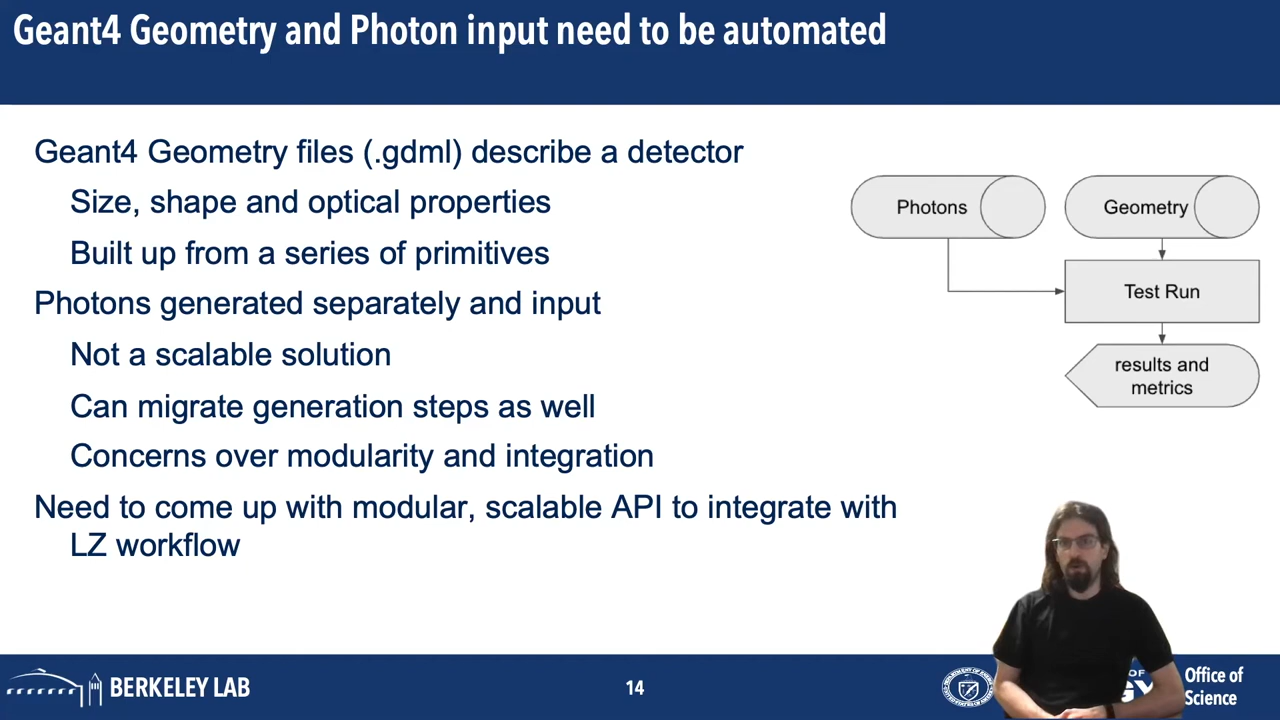 Geant4 Geometry and Photon input need to be automated
Geant4 Geometry files (.gdml) describe a detector
Size, shape and optical properties
Built up from a series of primitives
Photons generated separately and input
Not a scalable solution
Can migrate generation steps as well
Concerns over modularity and integration
Need to come up with modular, scalable API to integrate with
LZ workflow
Photons
Geometry
Test Run
results and
metrics
BERKELEY LAB
14
Office of
Science